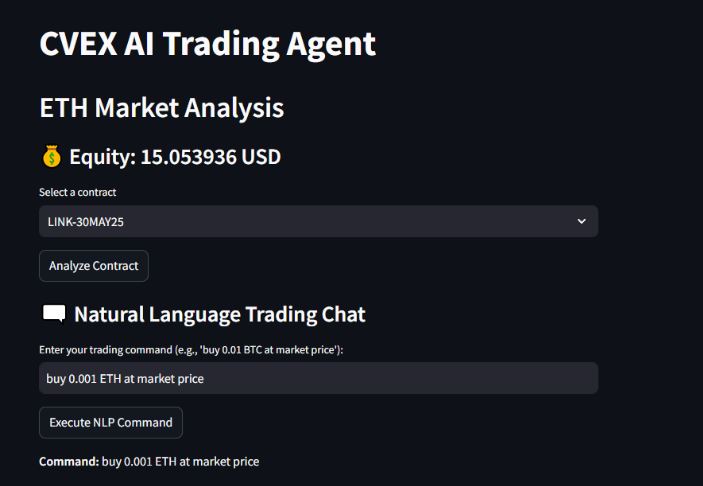 CVEX AI Trading Agent
ETH Market Analysis
💰 Equity: 15.053936 USD
Select a contract
LINK-30MAY25
Analyze Contract
💬 Natural Language Trading Chat
Enter your trading command (e.g., 'buy 0.01 BTC at market price'):
buy 0.001 ETH at market price
Execute NLP Command
Command: buy 0.001 ETH at market price